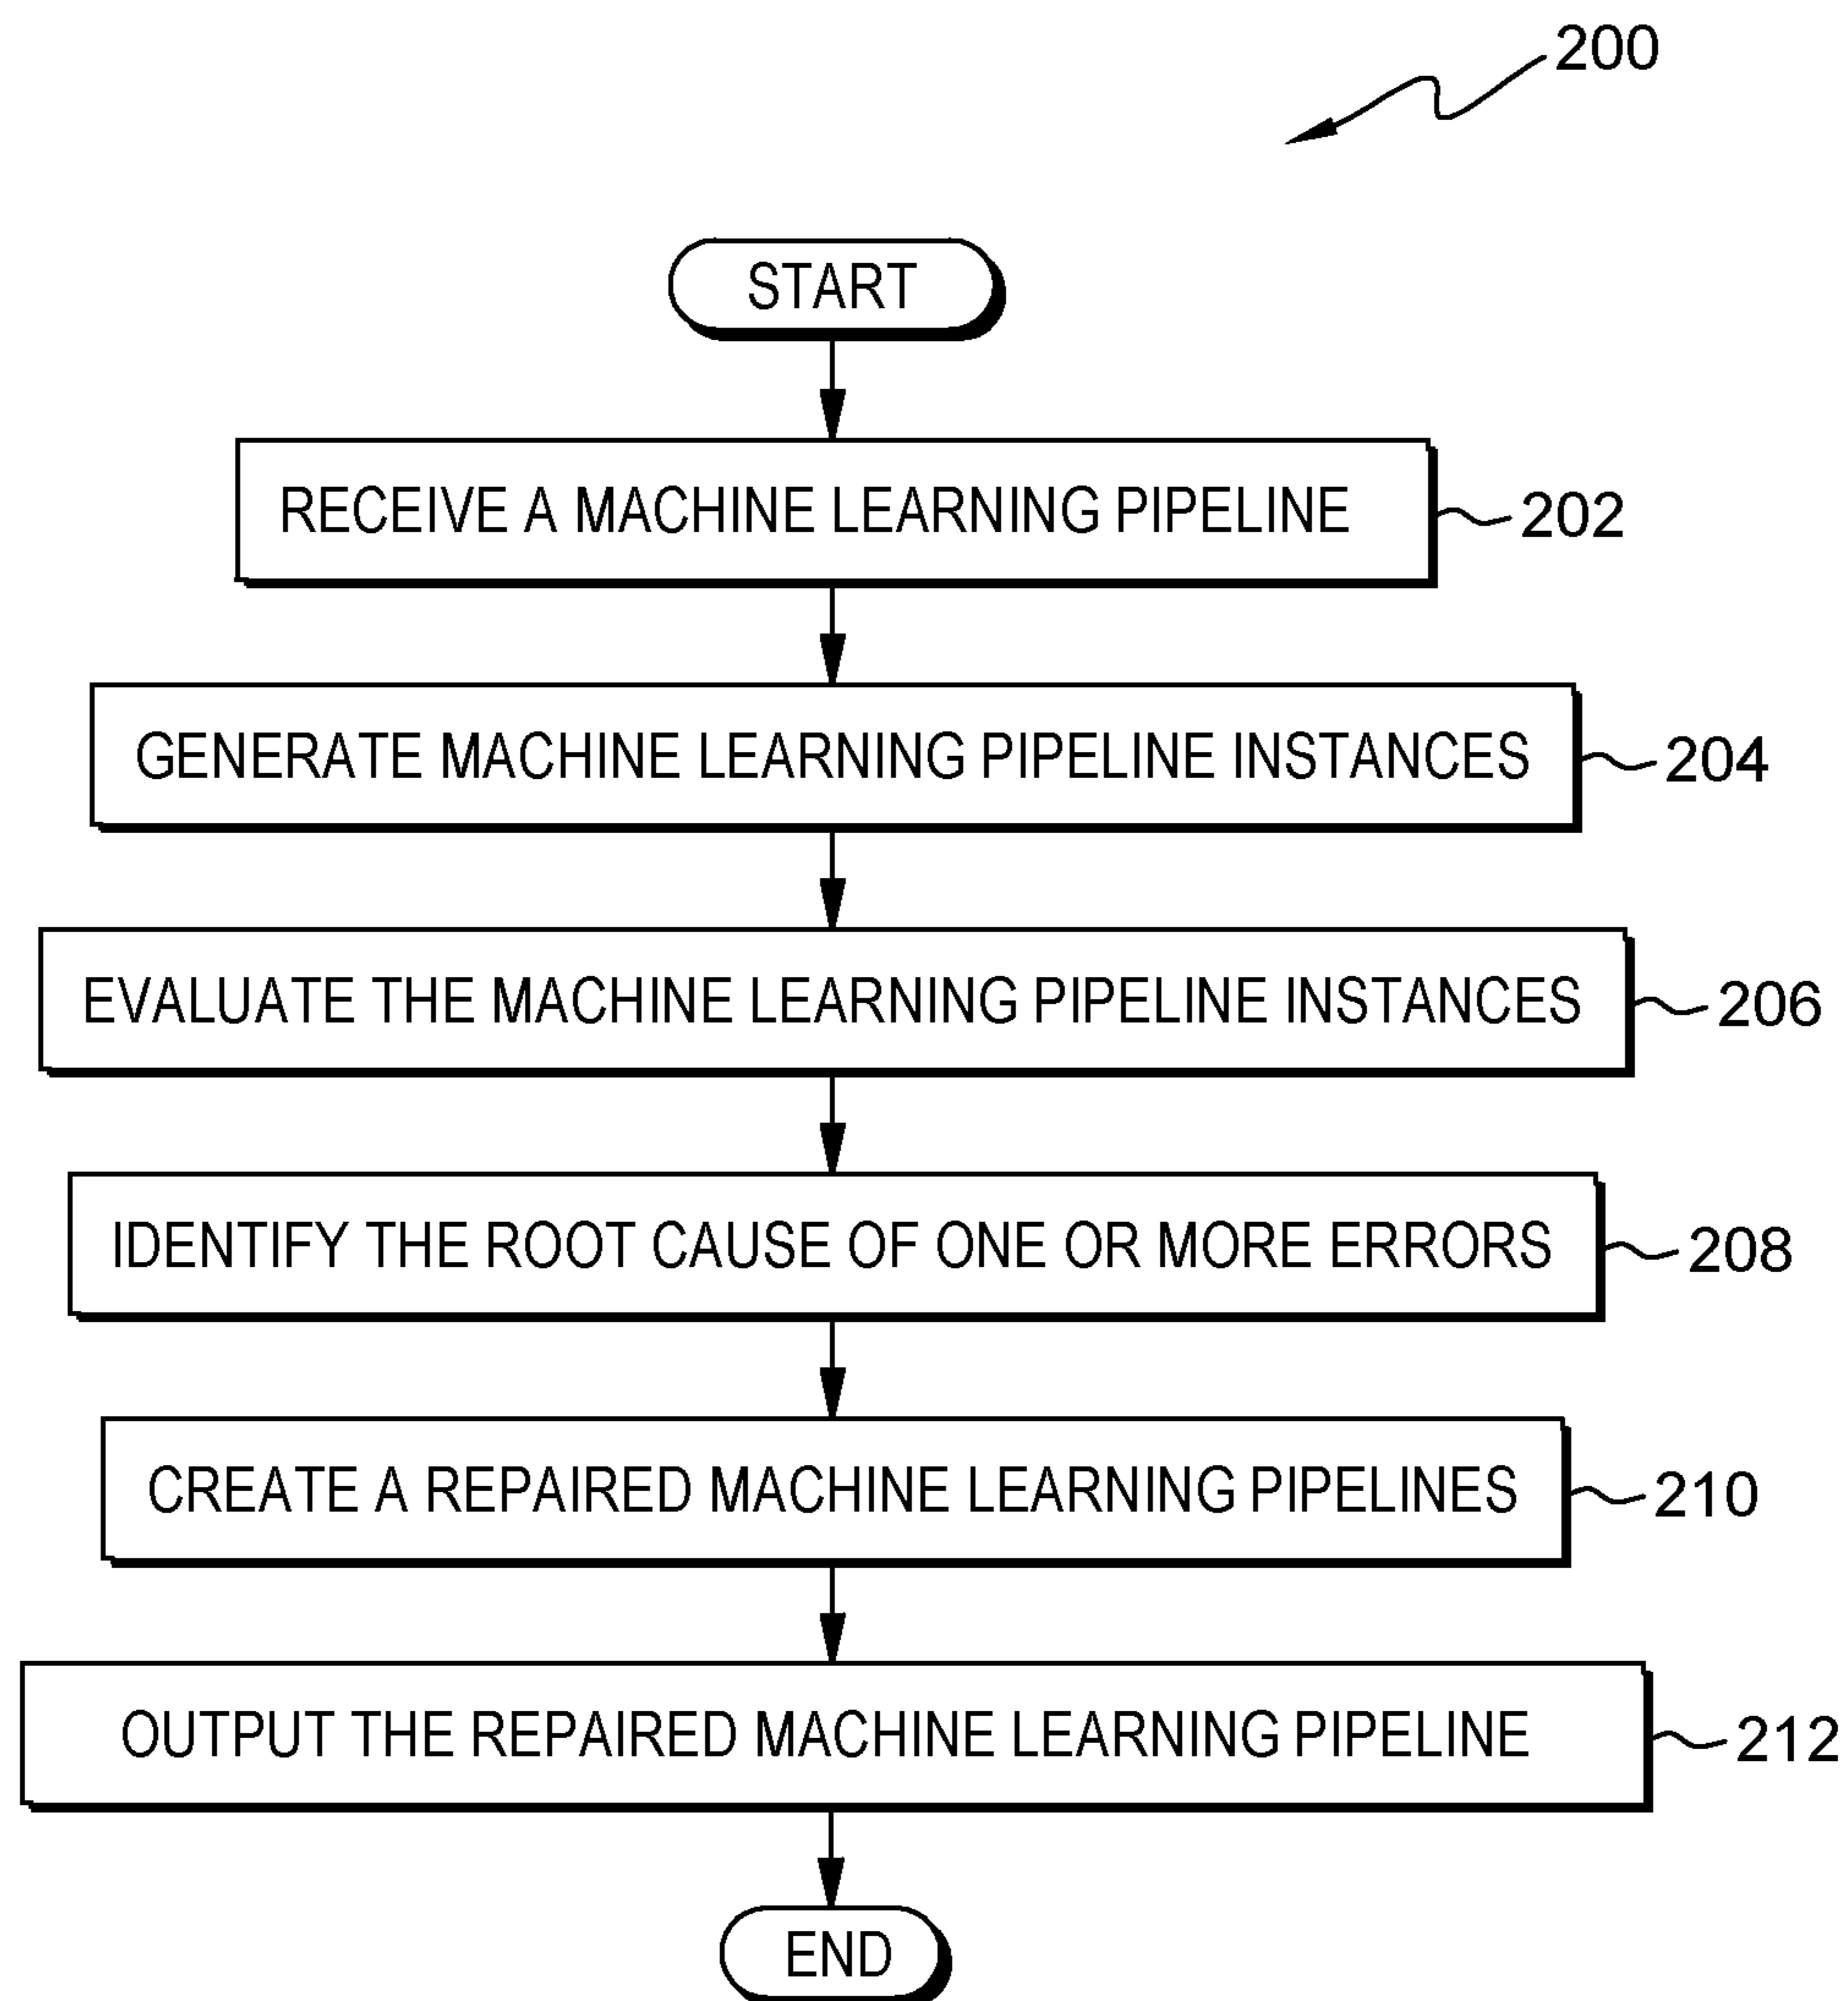 200
START
RECEIVE A MACHINE LEARNING PIPELINE
202
GENERATE MACHINE LEARNING PIPELINE INSTANCES
204
EVALUATE THE MACHINE LEARNING PIPELINE INSTANCES
206
IDENTIFY THE ROOT CAUSE OF ONE OR MORE ERRORS
208
CREATE A REPAIRED MACHINE LEARNING PIPELINES
210
OUTPUT THE REPAIRED MACHINE LEARNING PIPELINE
212
END